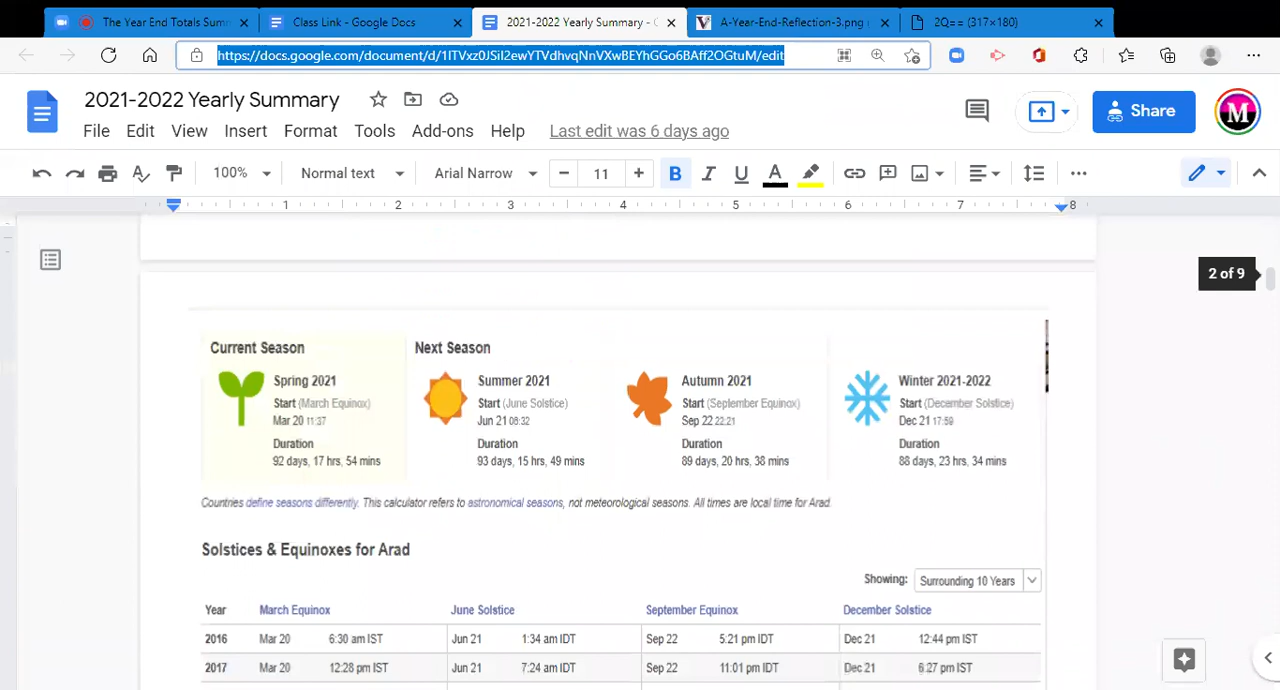 The Year End Totals Summ
Class Link - Google Docs
2021-2022 Yearly Summary - G
A-Year-End-Reflection-3.png
2Q== (317×180)
https://docs.google.com/document/d/1ITVxz0JSiI2ewYTVdhvqNnVXwBEYhGGo6BAff2OGtuM/edit
2021-2022 Yearly Summary
File Edit View Insert Format Tools Add-ons Help Last edit was 6 days ago
Share
M
100% Normal text Arial Narrow 11 B I U A
1 2 3 4 5 6 7 8
2 of 9
Current Season Next Season
Spring 2021 Summer 2021 Autumn 2021 Winter 2021-2022
Start (March Equinox) Start (June Solstice) Start (September Equinox) Start (December Solstice)
Mar 20 11:37 Jun 21 06:32 Sep 22 22:21 Dec 21 17:59
Duration Duration Duration Duration
92 days, 17 hrs, 54 mins 93 days, 15 hrs, 49 mins 89 days, 20 hrs, 38 mins 88 days, 23 hrs, 34 mins
Countries define seasons differently. This calculator refers to astronomical seasons, not meteorological seasons. All times are local time for Arad.
Solstices & Equinoxes for Arad
Showing: Surrounding 10 Years
Year March Equinox June Solstice September Equinox December Solstice
2016 Mar 20 6:30 am IST Jun 21 1:34 am IDT Sep 22 5:21 pm IDT Dec 21 12:44 pm IST
2017 Mar 20 12:28 pm IST Jun 21 7:24 am IDT Sep 22 11:01 pm IDT Dec 21 6:27 pm IST